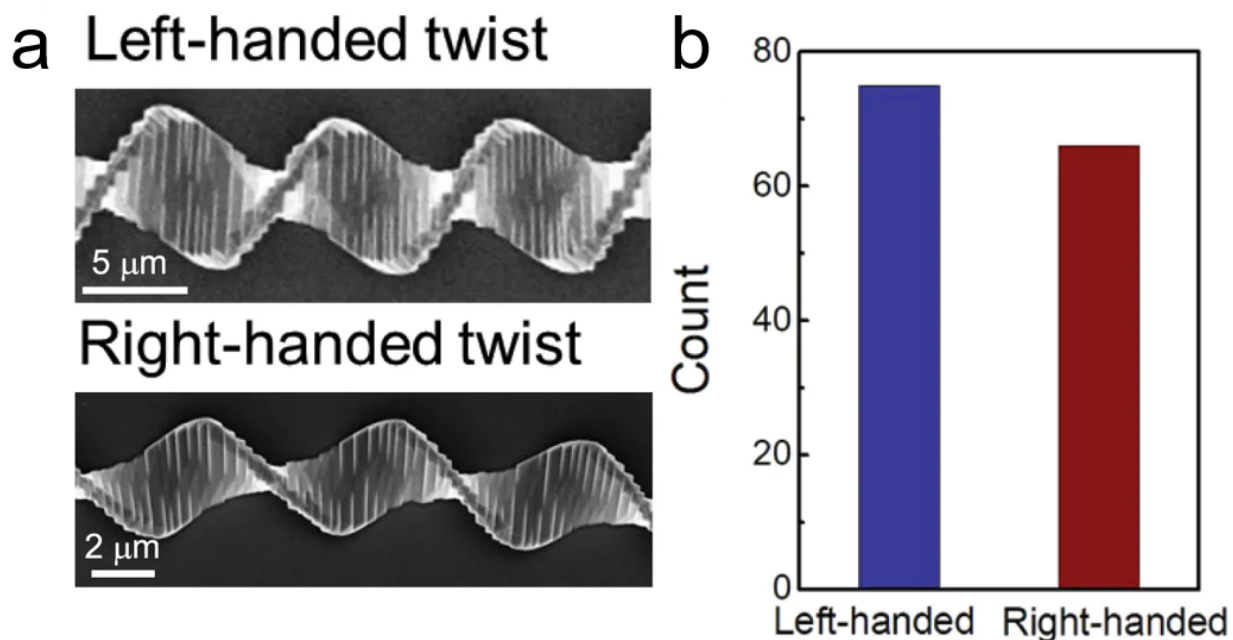 a
Left-handed twist
5 μm
Right-handed twist
2 μm
b
80
60
40
20
0
Count
Left-handed
Right-handed